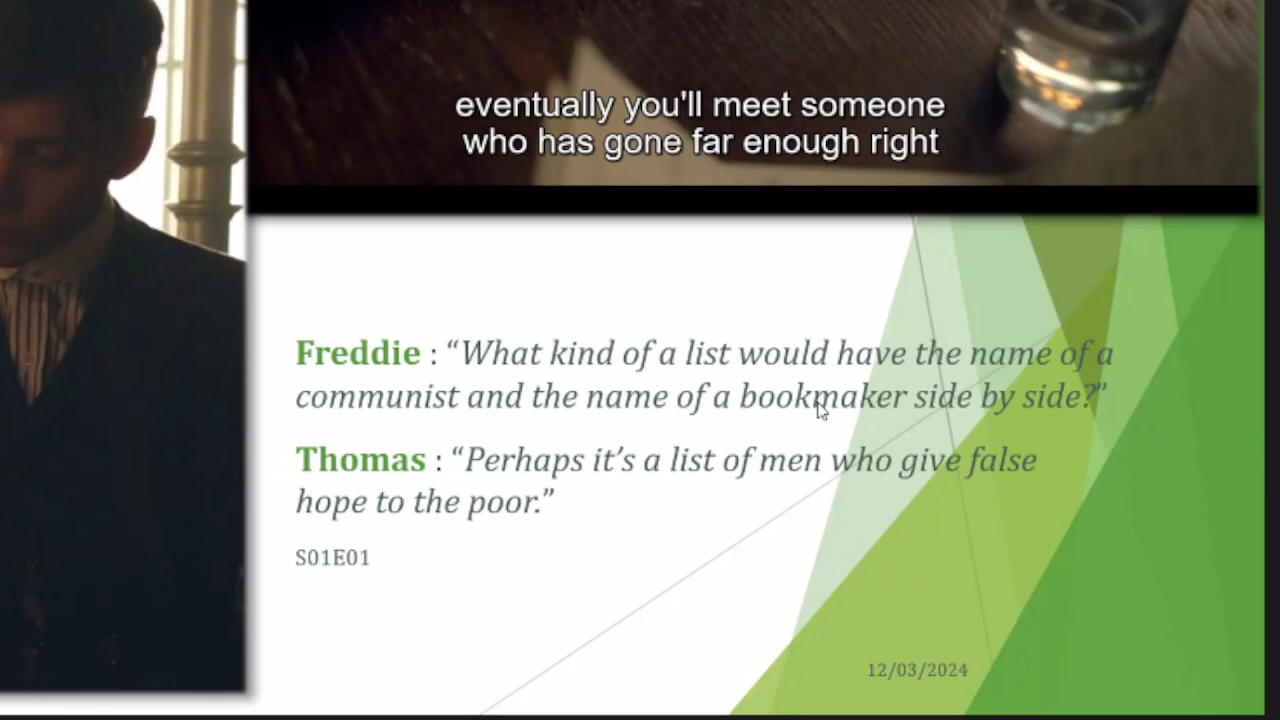 eventually you'll meet someone
who has gone far enough right
Freddie : “What kind of a list would have the name of a
communist and the name of a bookmaker side by side?”
Thomas : “Perhaps it’s a list of men who give false
hope to the poor.”
S01E01
12/03/2024